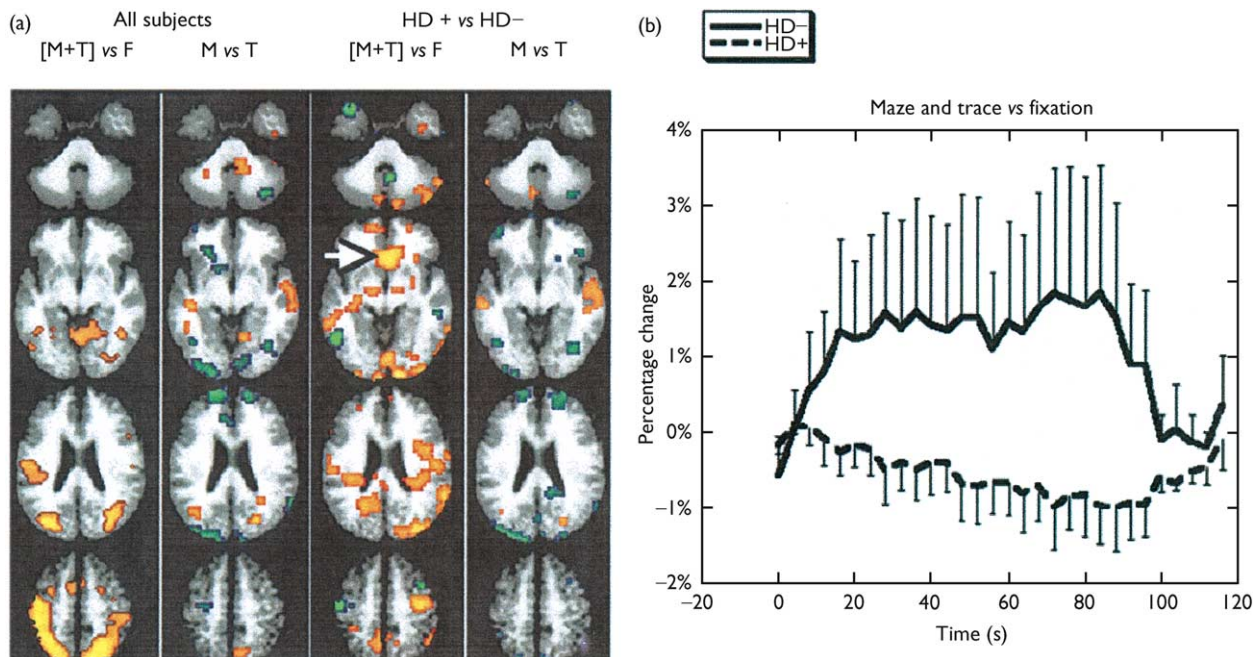 (a)
All subjects
HD + vs HD−
[M+T] vs F
M vs T
[M+T] vs F
M vs T
(b)
HD−
HD+
Maze and trace vs fixation
4%
3%
2%
1%
0%
−1%
−2%
Percentage change
−20
0
20
40
60
80
100
120
Time (s)